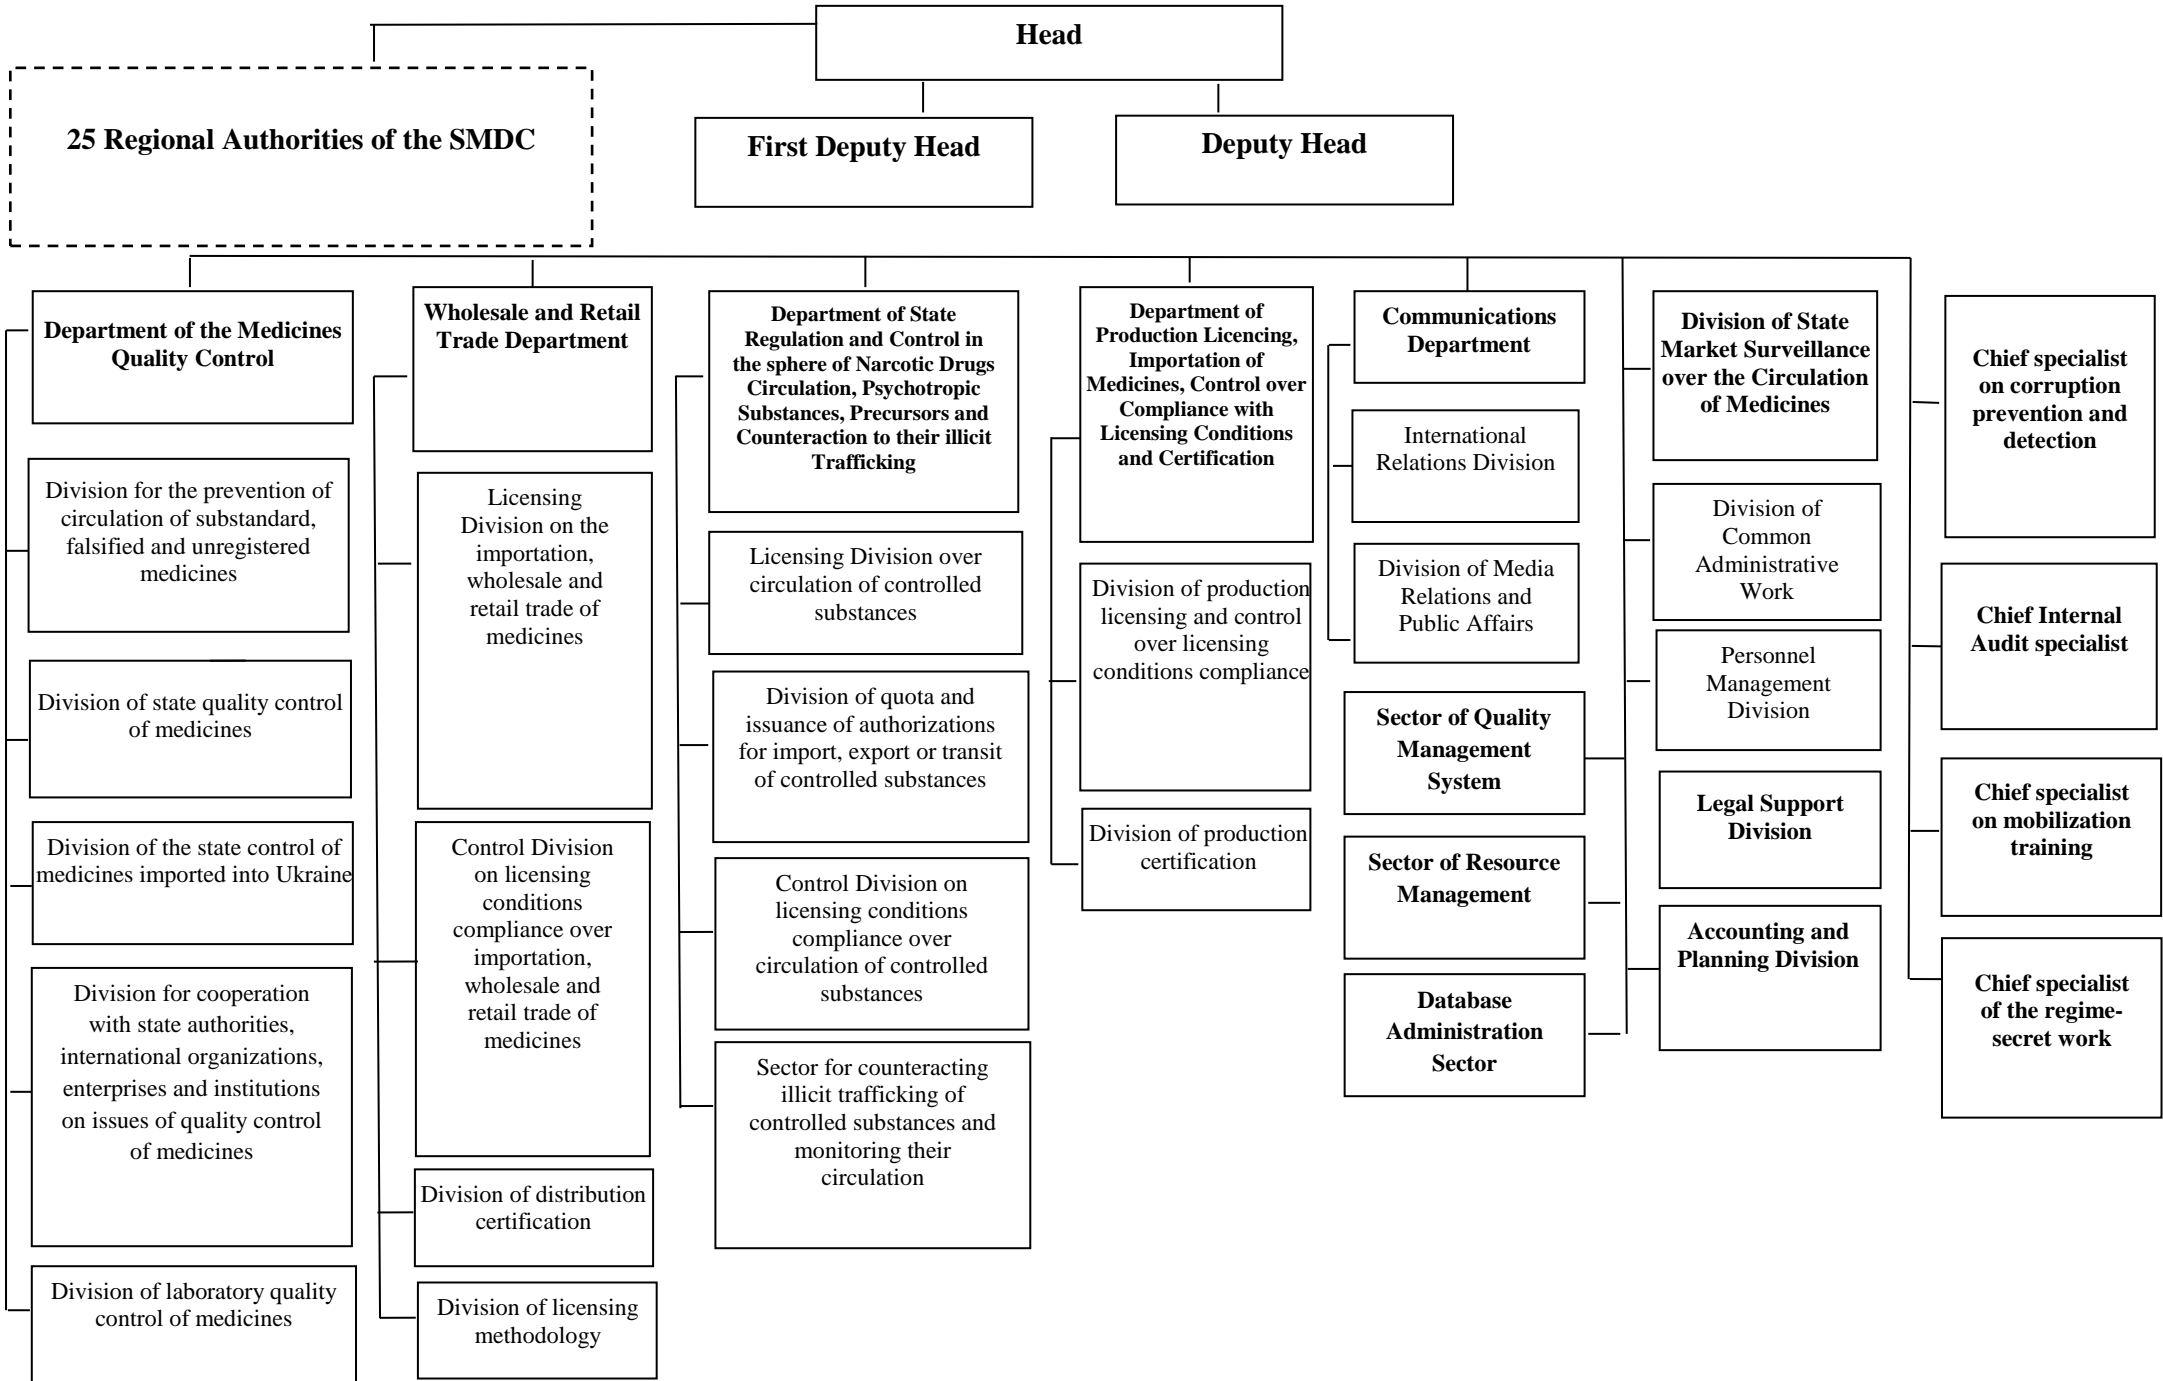 Head
25 Regional Authorities of the SMDC
First Deputy Head
Deputy Head
Department of the Medicines
Quality Control
Division for the prevention of
circulation of substandard,
falsified and unregistered
medicines
Division of state quality control
of medicines
Division of the state control of
medicines imported into Ukraine
Division for cooperation
with state authorities,
international organizations,
enterprises and institutions
on issues of quality control
of medicines
Division of laboratory quality
control of medicines
Wholesale and Retail
Trade Department
Licensing
Division on the
importation,
wholesale and
retail trade of
medicines
Control Division
on licensing
conditions
compliance over
importation,
wholesale and
retail trade of
medicines
Division of distribution
certification
Division of licensing
methodology
Department of State
Regulation and Control in
the sphere of Narcotic Drugs
Circulation, Psychotropic
Substances, Precursors and
Counteraction to their illicit
Trafficking
Licensing Division over
circulation of controlled
substances
Division of quota and
issuance of authorizations
for import, export or transit
of controlled substances
Control Division on
licensing conditions
compliance over
circulation of controlled
substances
Sector for counteracting
illicit trafficking of
controlled substances and
monitoring their
circulation
Department of
Production Licencing,
Importation of
Medicines, Control over
Compliance with
Licensing Conditions
and Certification
Division of production
licensing and control
over licensing
conditions compliance
Division of production
certification
Communications
Department
International
Relations Division
Division of Media
Relations and
Public Affairs
Sector of Quality
Management
System
Sector of Resource
Management
Database
Administration
Sector
Division of State
Market Surveillance
over the Circulation
of Medicines
Division of
Common
Administrative
Work
Personnel
Management
Division
Legal Support
Division
Accounting and
Planning Division
Chief specialist
on corruption
prevention and
detection
Chief Internal
Audit specialist
Chief specialist
on mobilization
training
Chief specialist
of the regime-
secret work